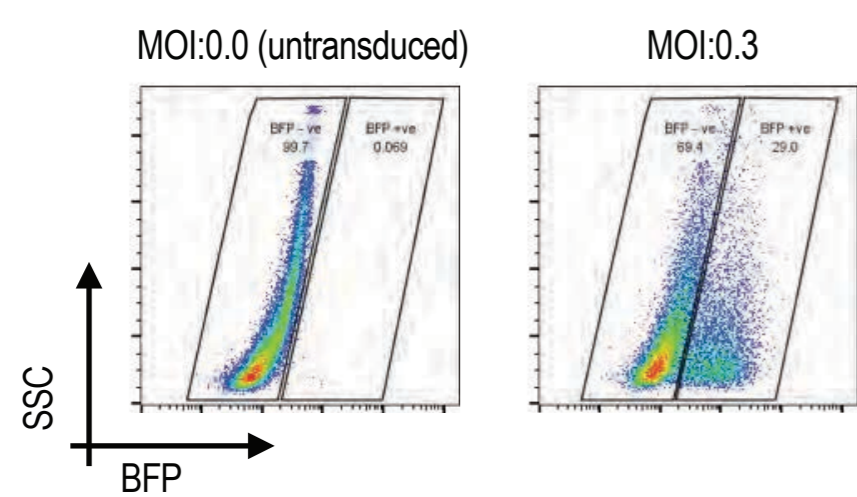 MOI:0.0 (untransduced)
MOI:0.3
BFP - ve
99.7
BFP +ve
0.069
BFP - ve
69.4
BFP +ve
29.0
SSC
BFP